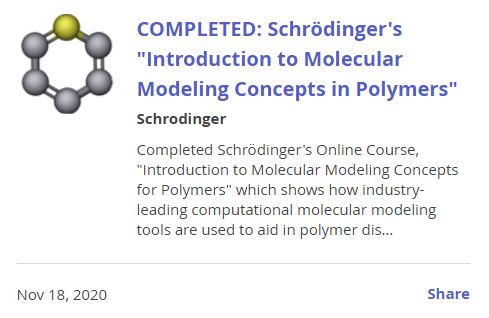 COMPLETED: Schrödinger's
"Introduction to Molecular
Modeling Concepts in Polymers"
Schrodinger
Completed Schrödinger's Online Course,
"Introduction to Molecular Modeling Concepts
for Polymers" which shows how industry-
leading computational molecular modeling
tools are used to aid in polymer dis...
Nov 18, 2020
Share